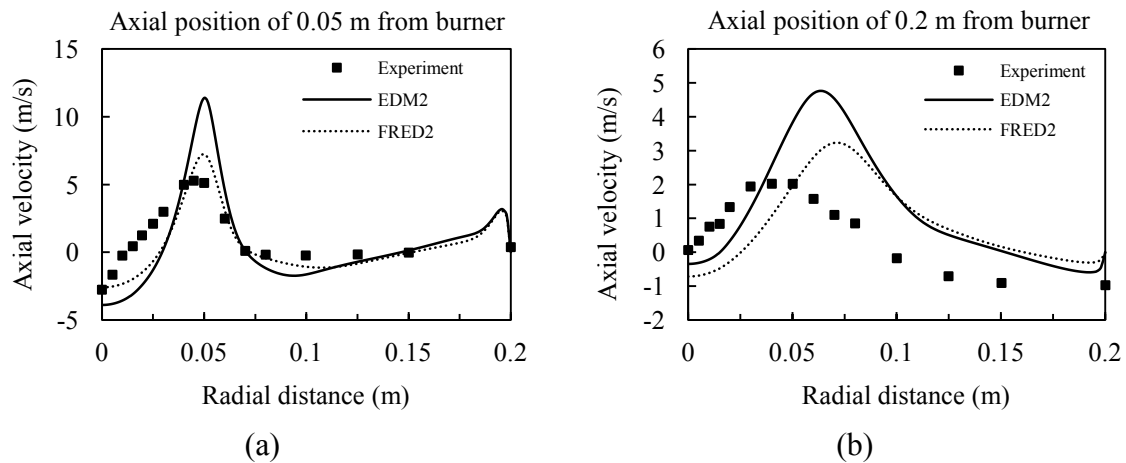 Axial position of 0.05 m from burner
15
10
5
0
-5
Axial velocity (m/s)
Experiment
EDM2
FRED2
0 0.05 0.1 0.15 0.2
Radial distance (m)
(a)
Axial position of 0.2 m from burner
6
5
4
3
2
1
0
-1
-2
Axial velocity (m/s)
Experiment
EDM2
FRED2
0 0.05 0.1 0.15 0.2
Radial distance (m)
(b)